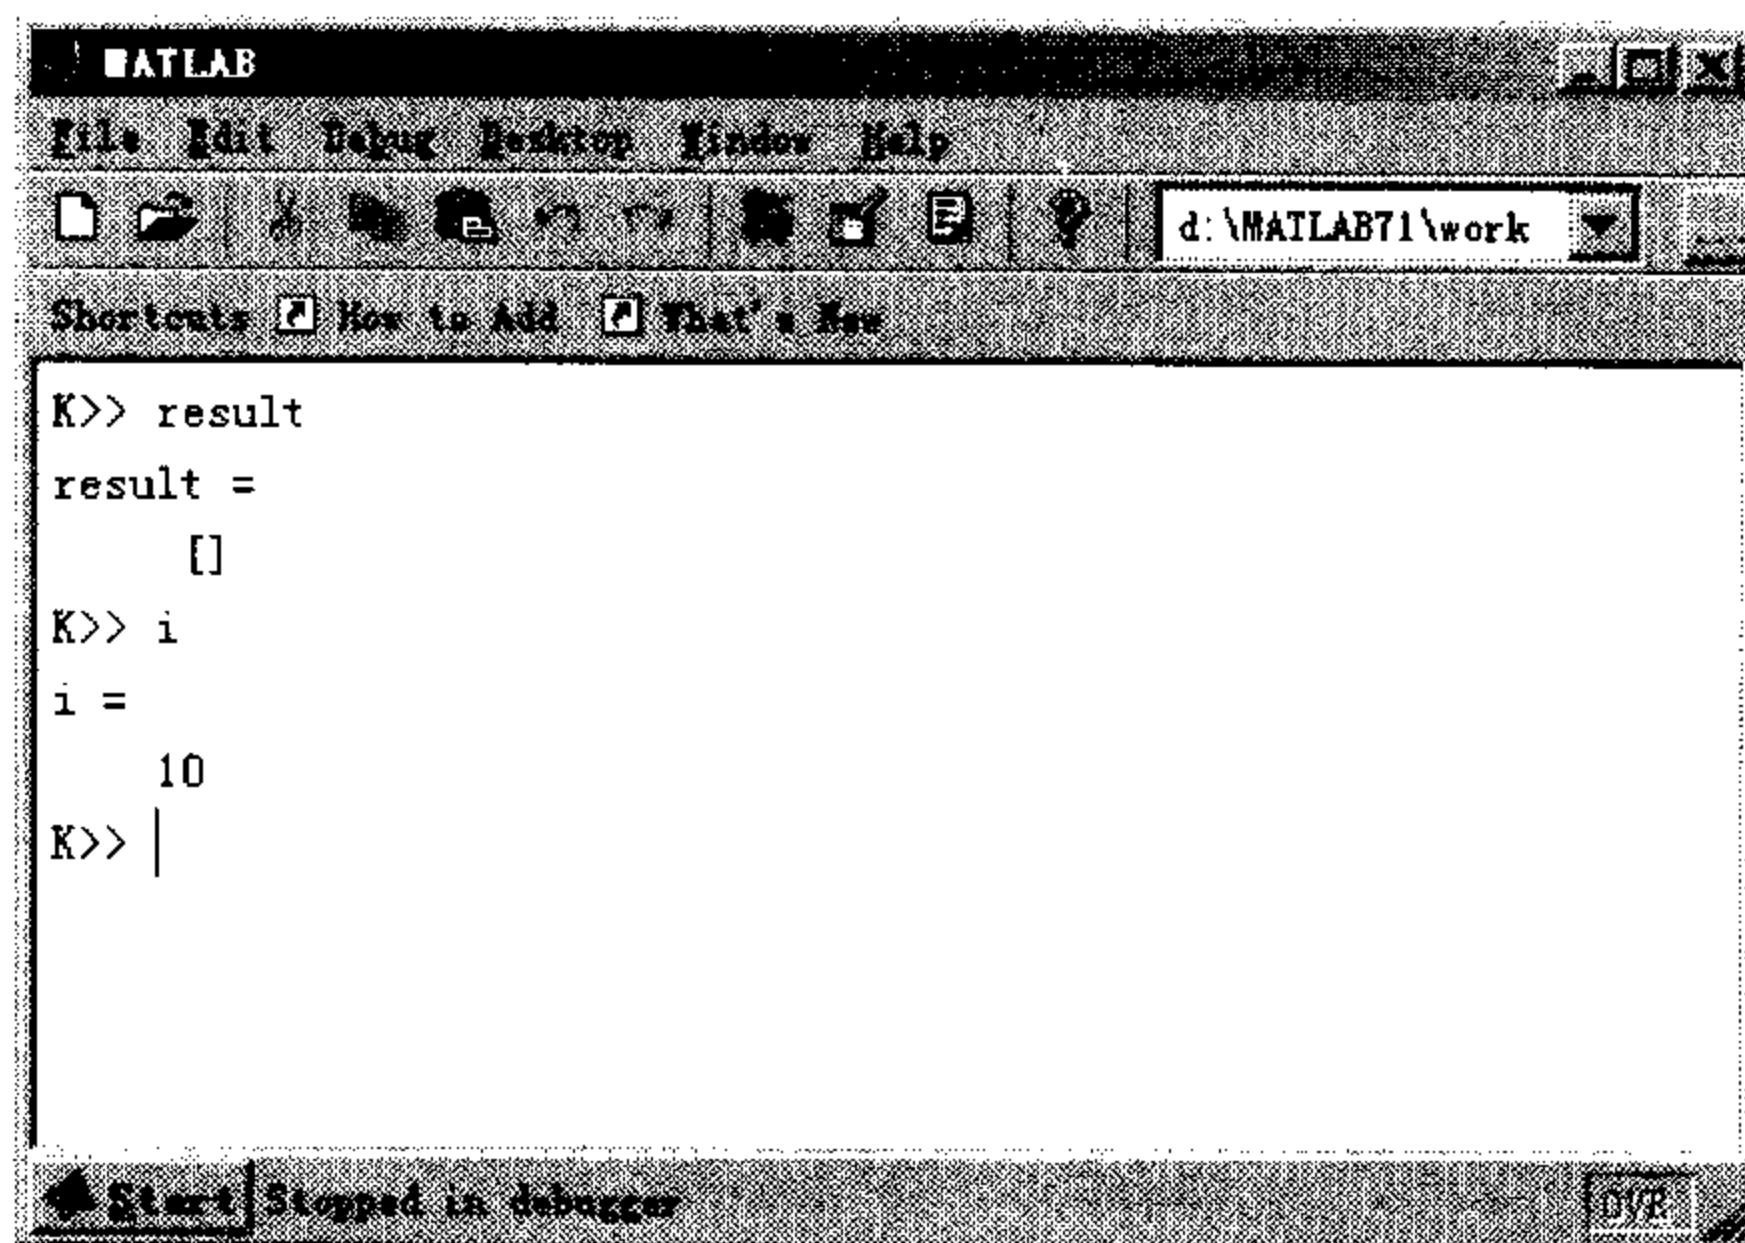 MATLAB
File Edit Debug Desktop Window Help
d:\MATLAB71\work
Shortcuts How to Add What's New
K>> result
result =
[]
K>> i
i =
10
K>>
Start Stopped in debugger
OVR